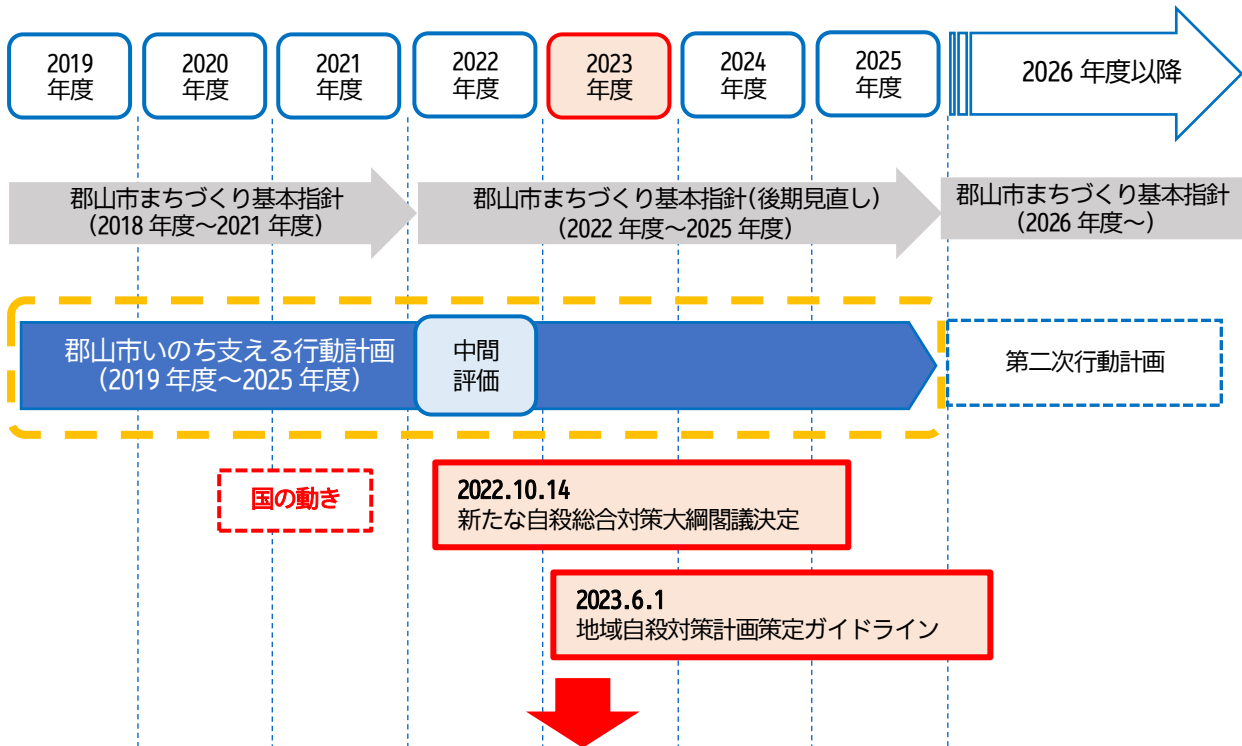 2019
年度
2020
年度
2021
年度
2022
年度
2023
年度
2024
年度
2025
年度
2026 年度以降
郡山市まちづくり基本指針
(2018 年度～2021 年度)
郡山市まちづくり基本指針(後期見直し)
(2022 年度～2025 年度)
郡山市まちづくり基本指針
(2026 年度～)
郡山市いのち支える行動計画
(2019 年度～2025 年度)
中間
評価
第二次行動計画
国の動き
2022.10.14
新たな自殺総合対策大綱閣議決定
2023.6.1
地域自殺対策計画策定ガイドライン